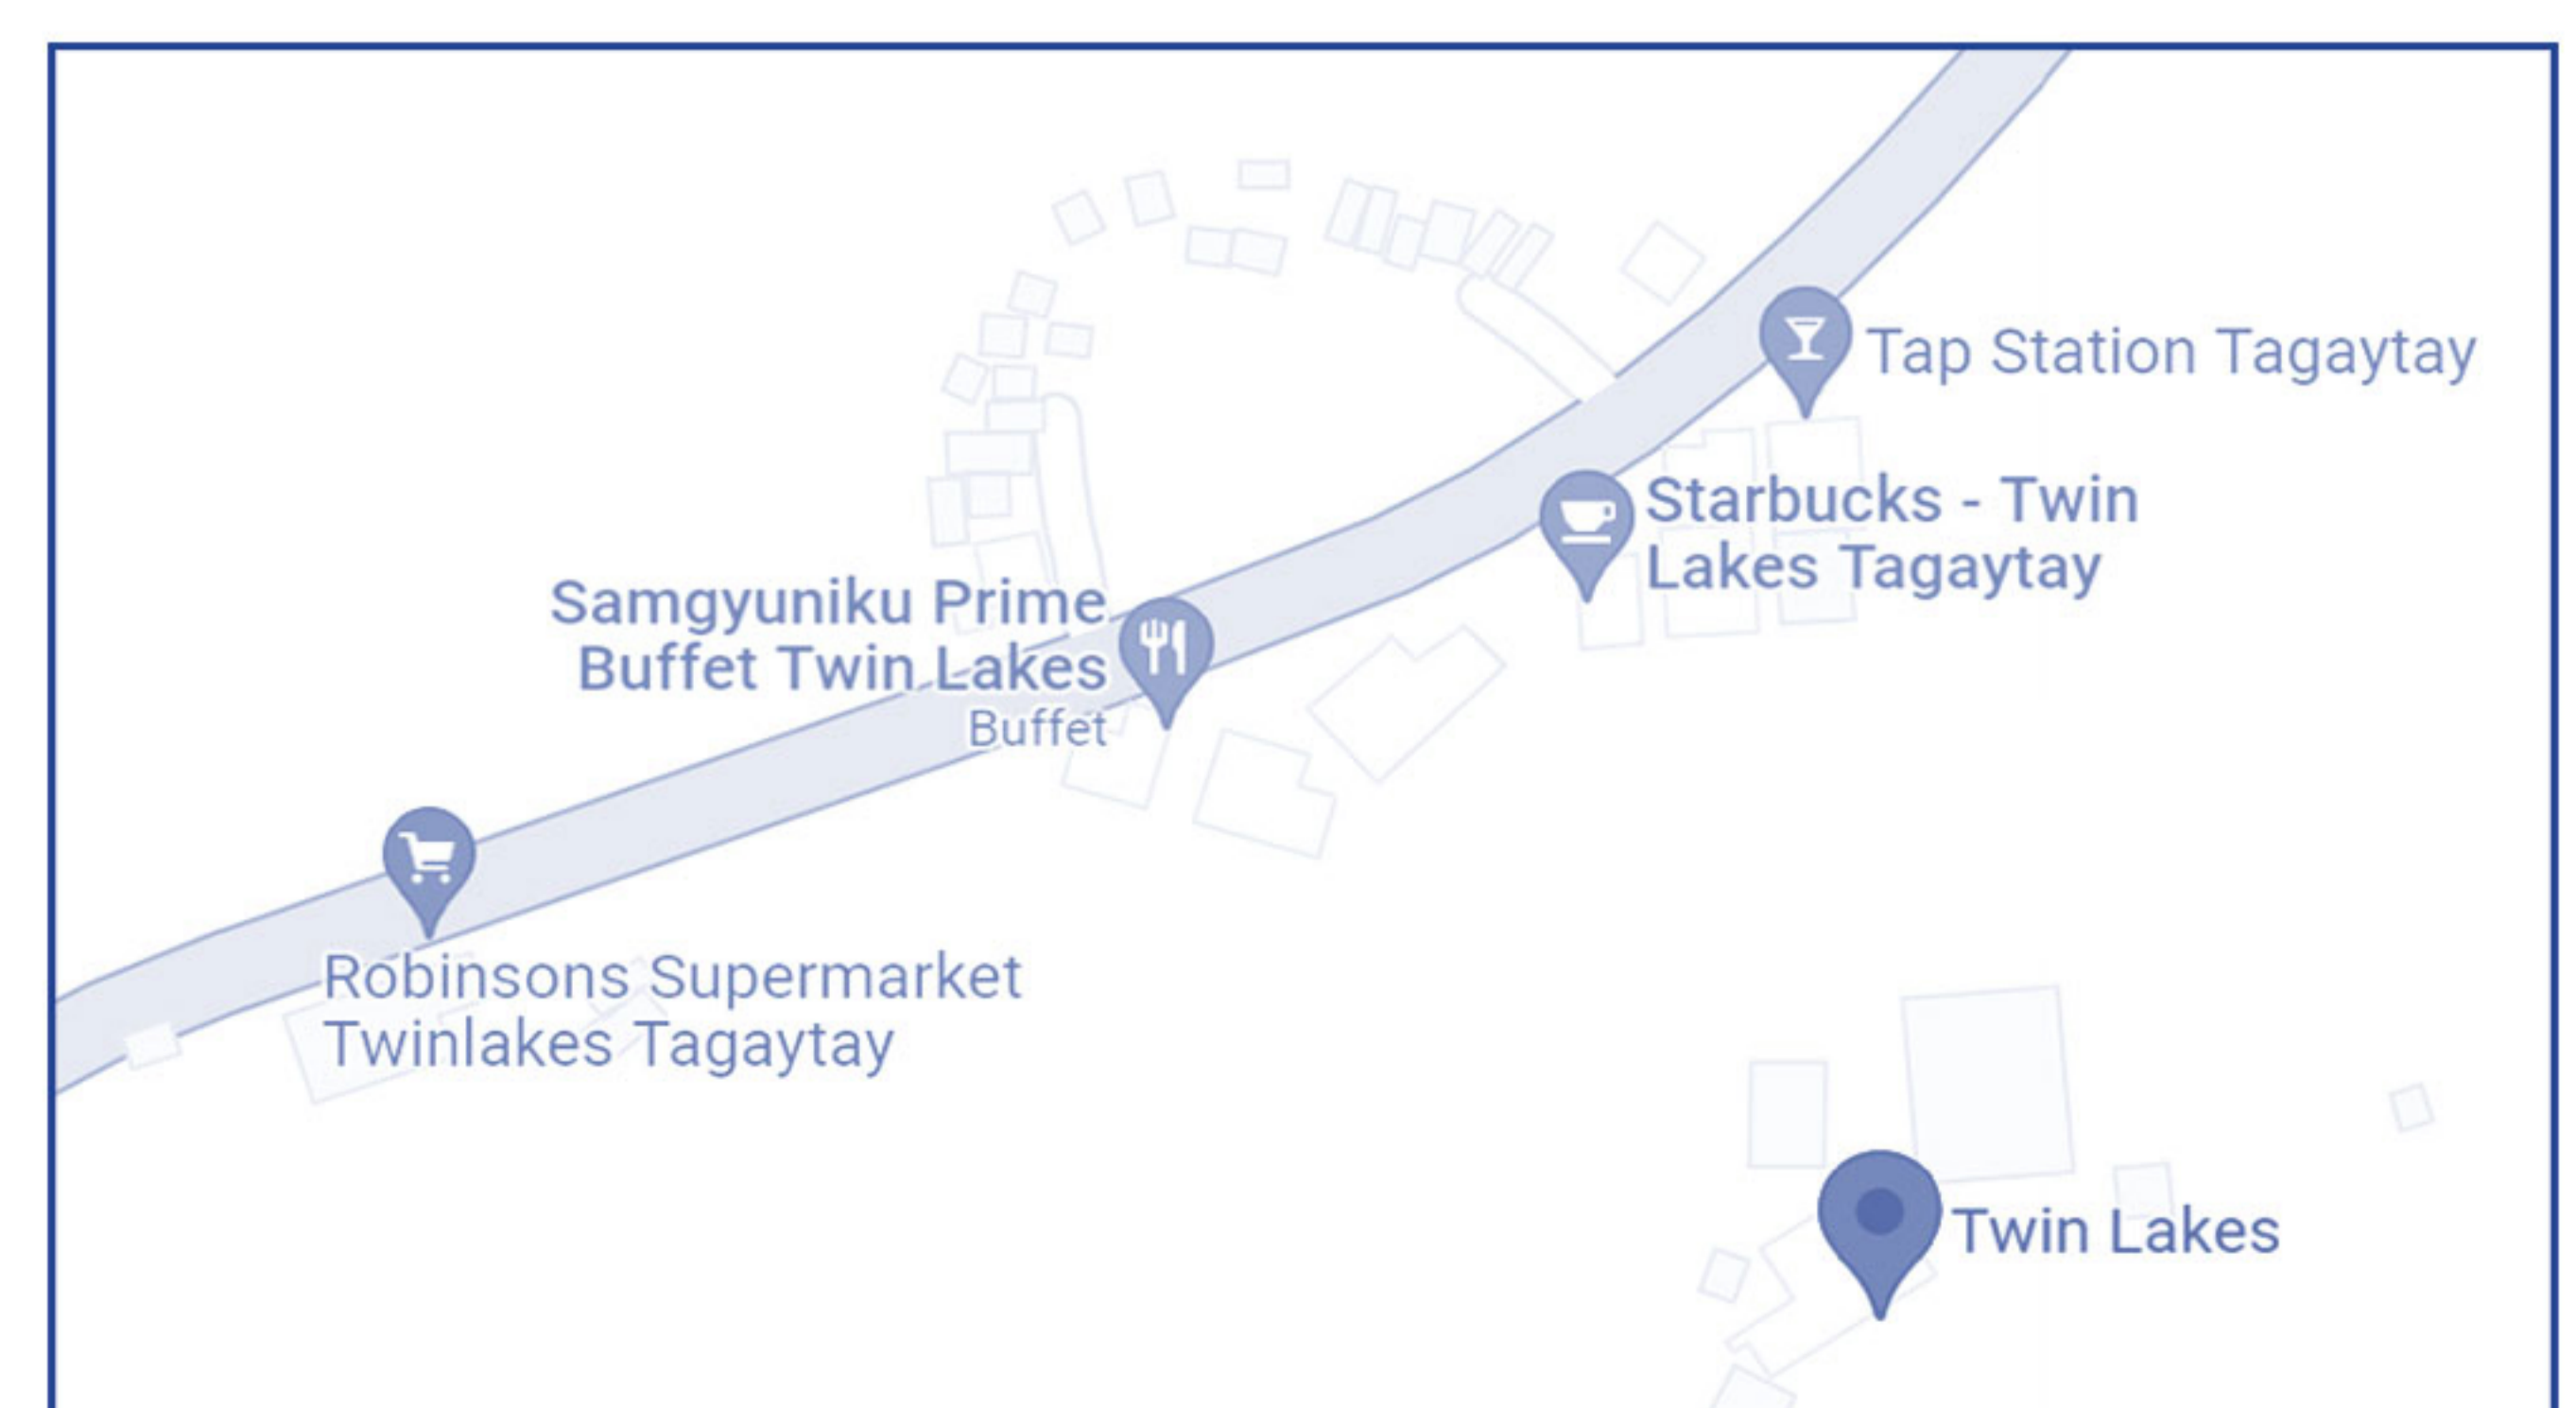 Tap Station Tagaytay
Starbucks - Twin
Lakes Tagaytay
Samgyuniku Prime
Buffet Twin Lakes
Buffet
Robinsons Supermarket
Twinlakes Tagaytay
Twin Lakes